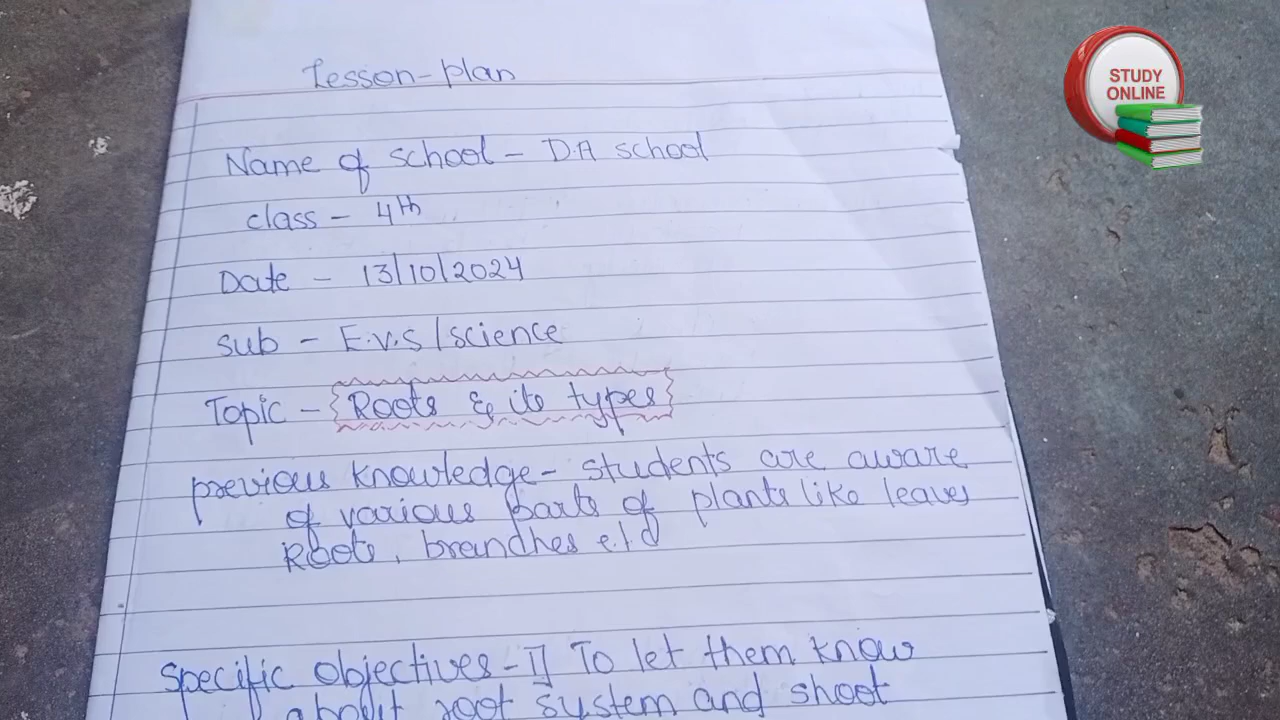 Lesson-plan
STUDY
ONLINE
Name of school - D.A school
class - 4th
Date - 13/10/2024
sub - E.v.s/science
Topic - Roots & its types
previous knowledge - students are aware
of various parts of plants like leaves
Roots, brandhes e.t.c
specific objectives - 1] To let them know
about root system and shoot